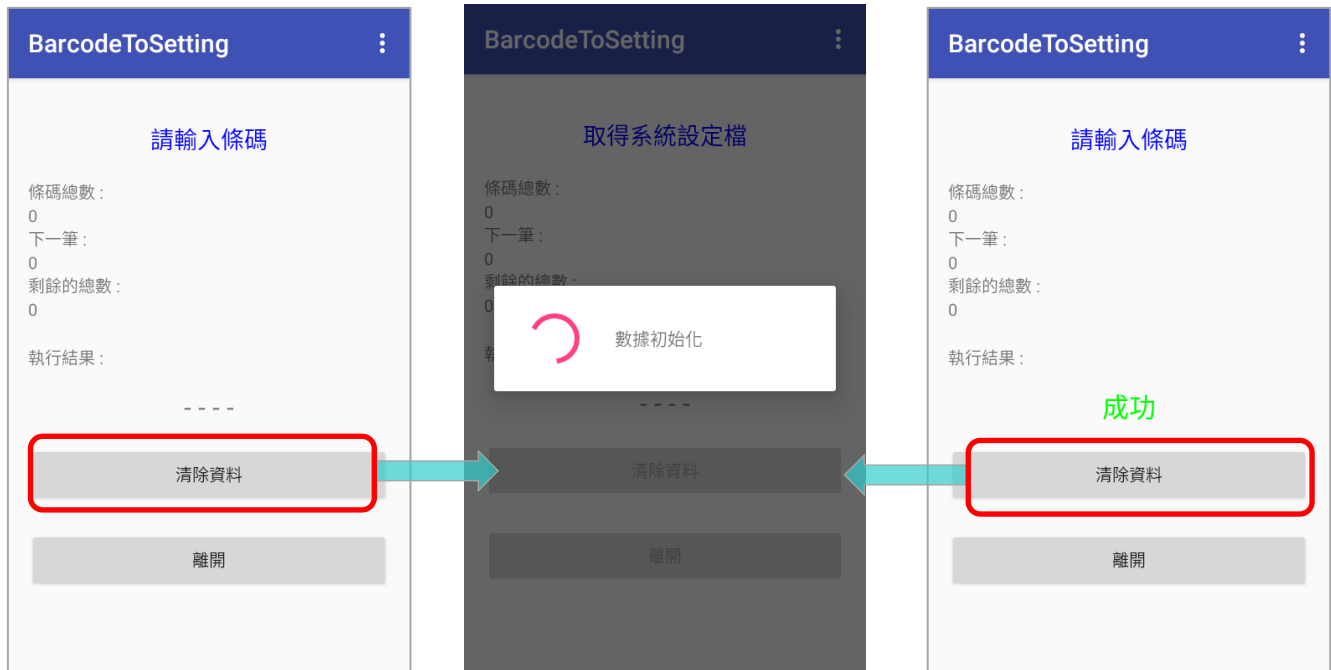 BarcodeToSetting
請輸入條碼
條碼總數 :
0
下一筆 :
0
剩餘的總數 :
0
執行結果 :
- - - -
清除資料
離開
BarcodeToSetting
取得系統設定檔
條碼總數 :
0
下一筆 :
0
剩餘的總數 :
0
數據初始化
執
- - - -
清除資料
離開
BarcodeToSetting
請輸入條碼
條碼總數 :
0
下一筆 :
0
剩餘的總數 :
0
執行結果 :
成功
清除資料
離開